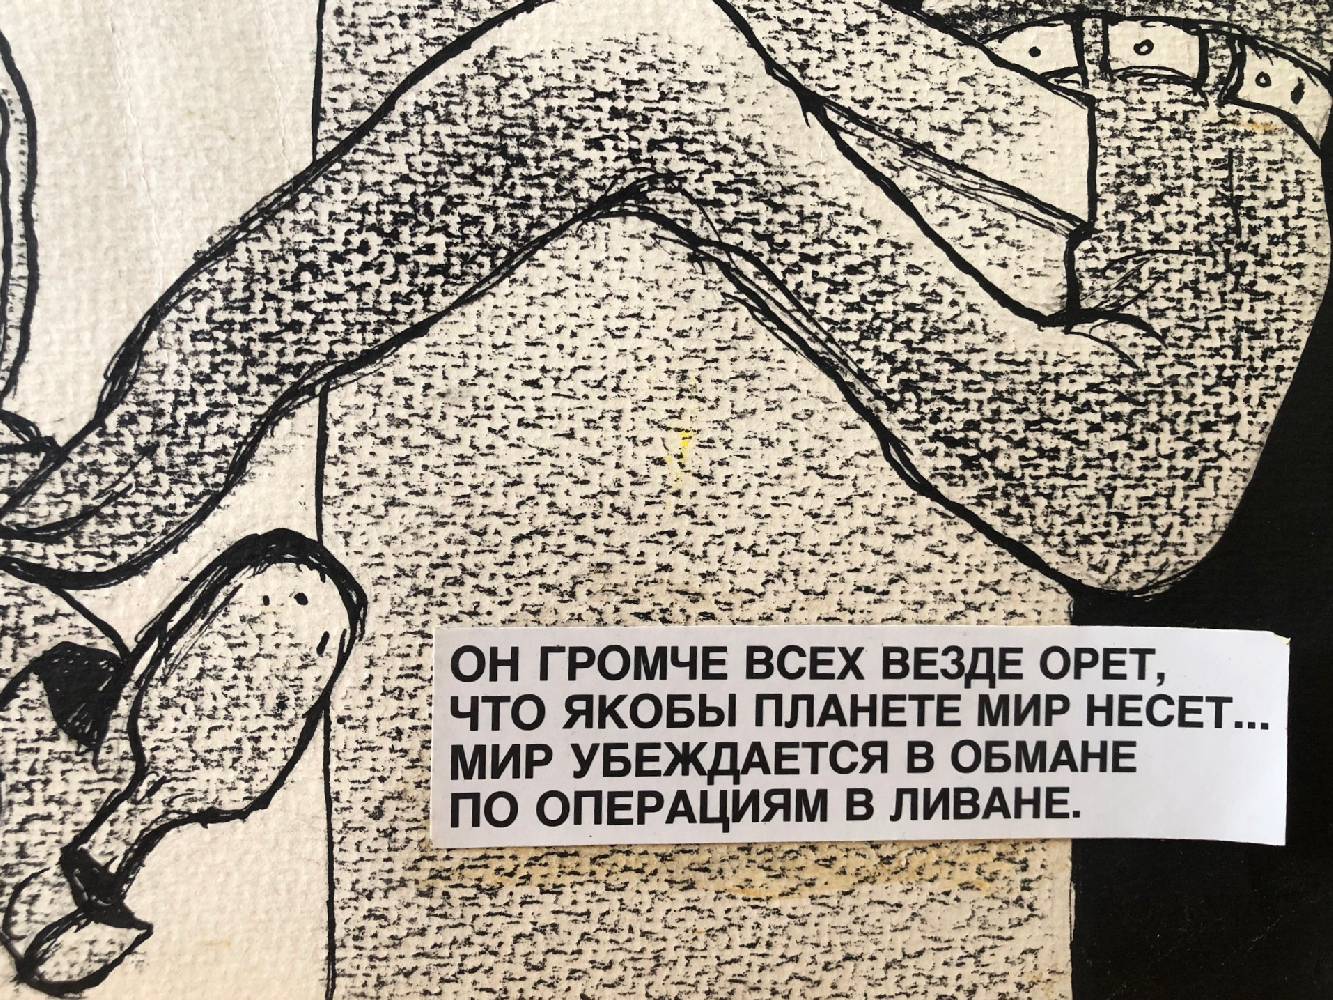 ОН ГРОМЧЕ ВСЕХ ВЕЗДЕ ОРЕТ,
ЧТО ЯКОБЫ ПЛАНЕТЕ МИР НЕСЕТ...
МИР УБЕЖДАЕТСЯ В ОБМАНЕ
ПО ОПЕРАЦИЯМ В ЛИВАНЕ.